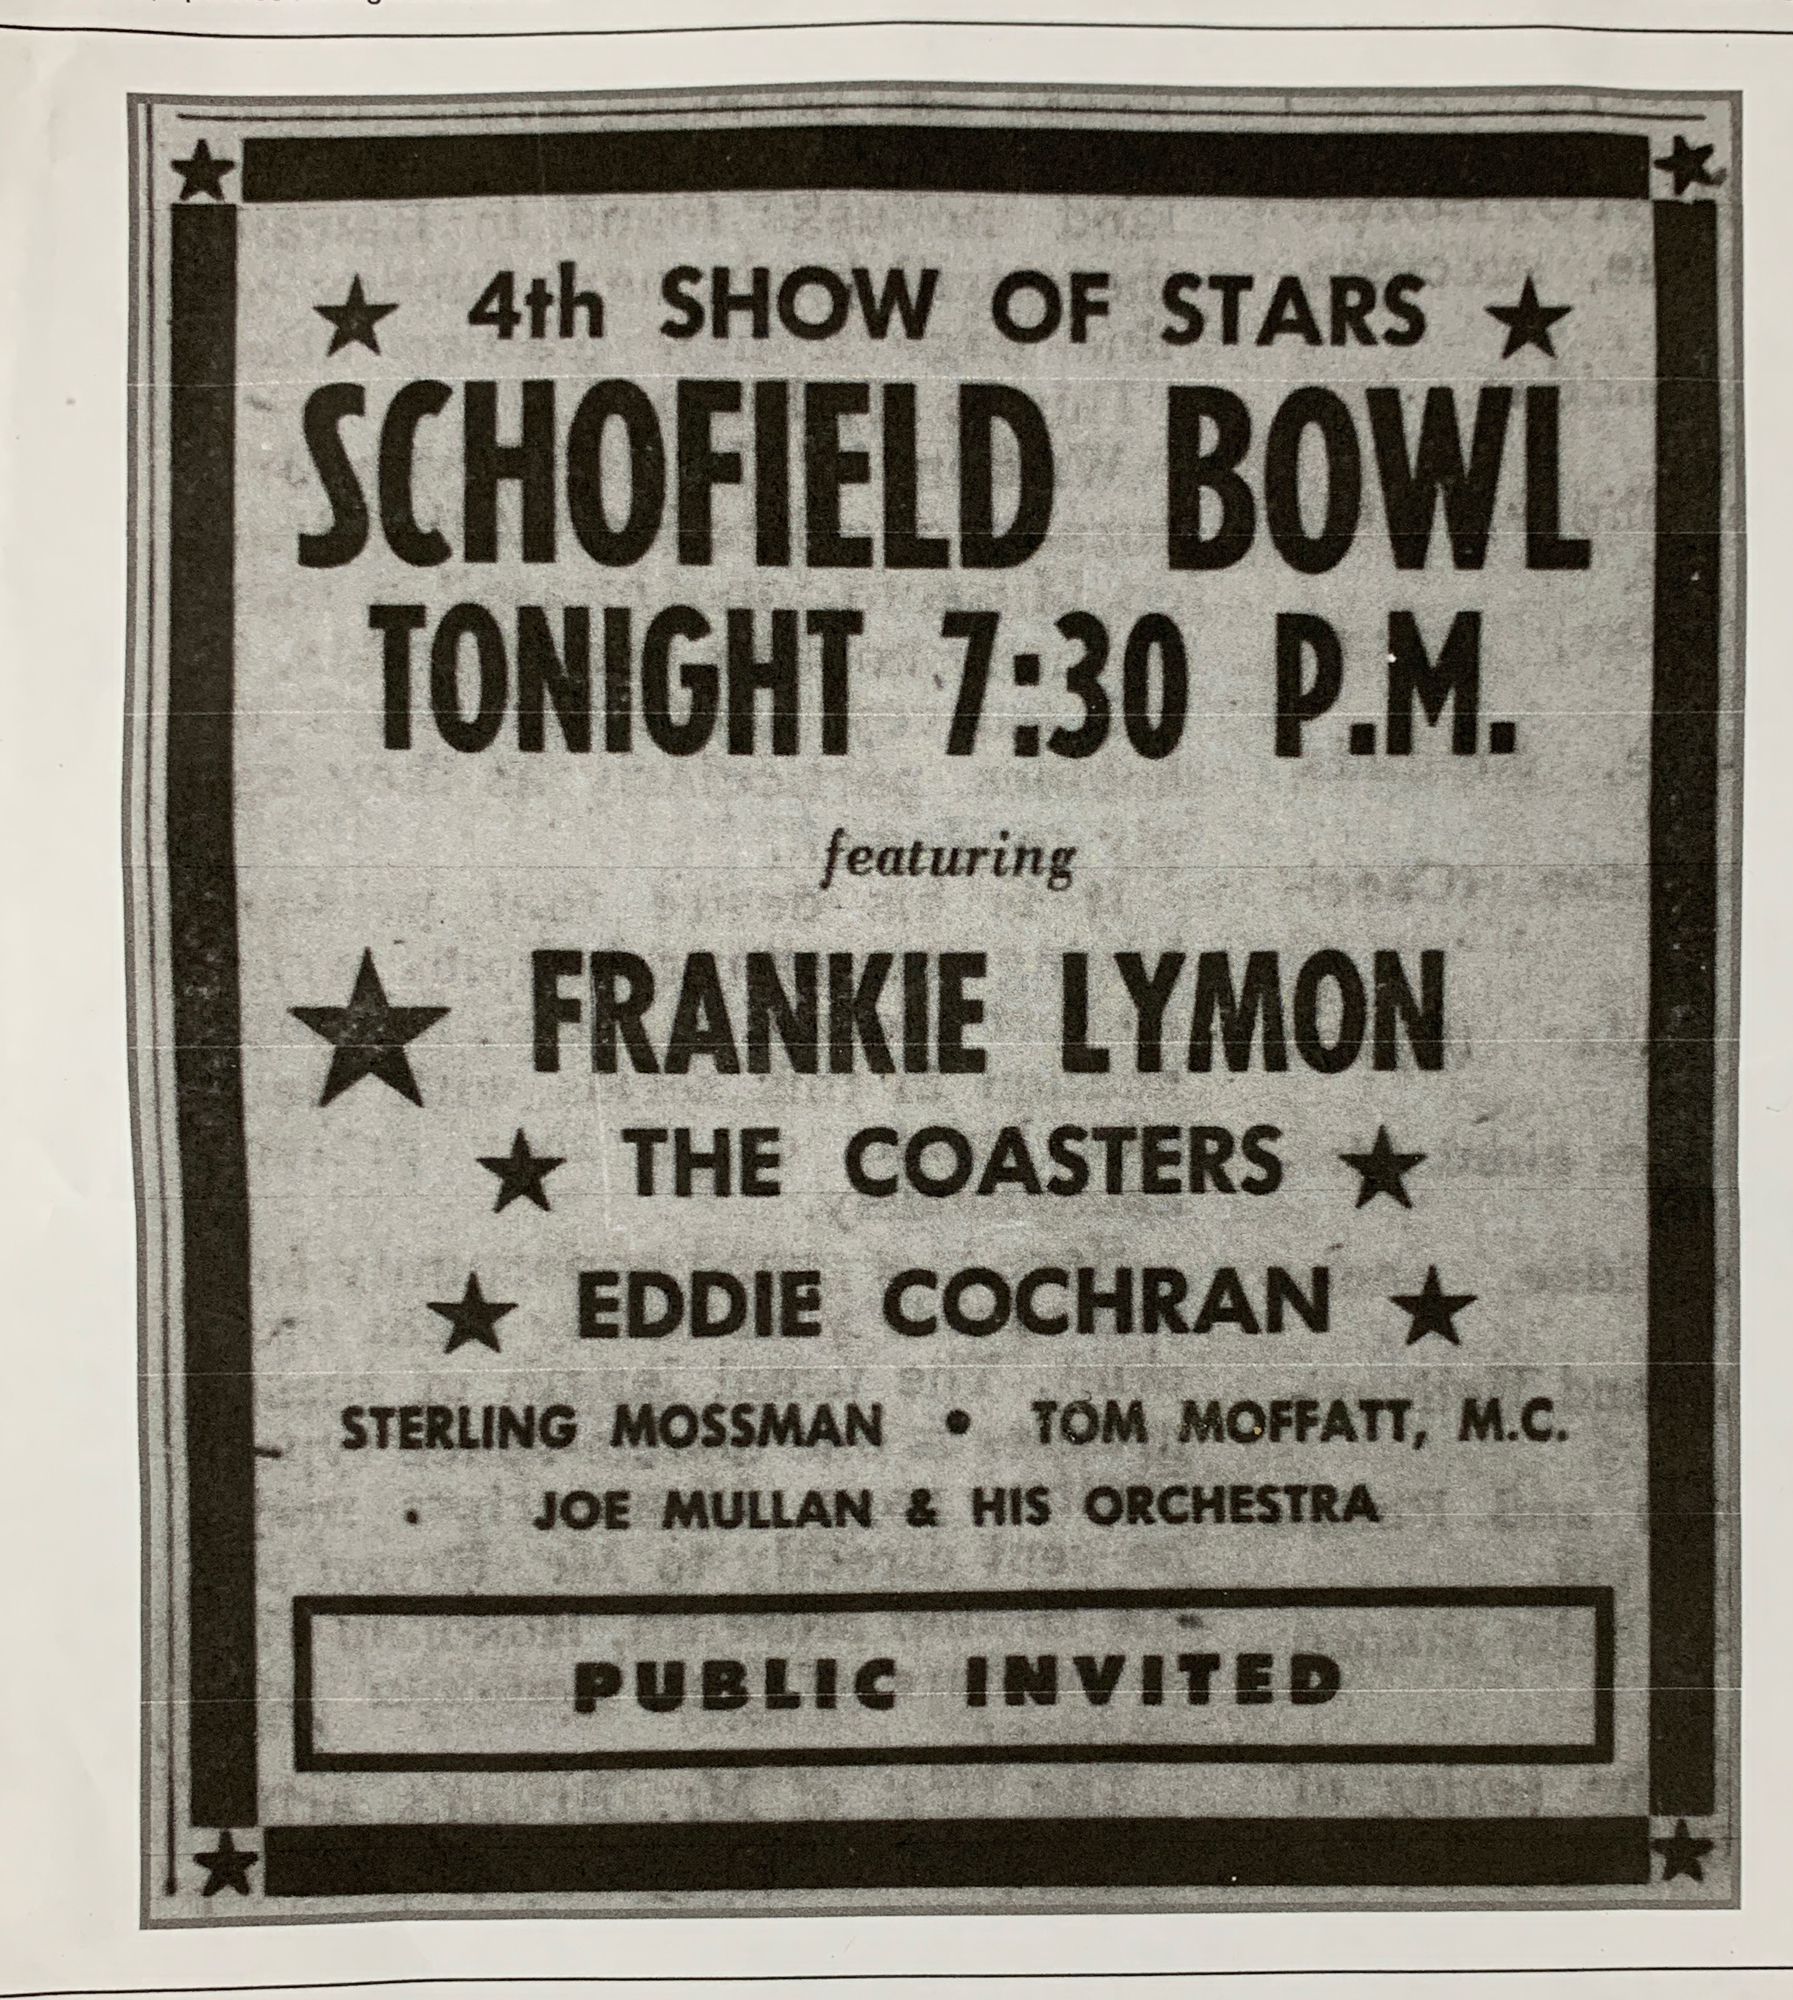 4th SHOW OF STARS
SCHOFIELD BOWL
TONIGHT 7:30 P.M.
featuring
FRANKIE LYMON
THE COASTERS
EDDIE COCHRAN
STERLING MOSSMAN • TOM MOFFATT, M.C.
JOE MULLAN & HIS ORCHESTRA
PUBLIC INVITED